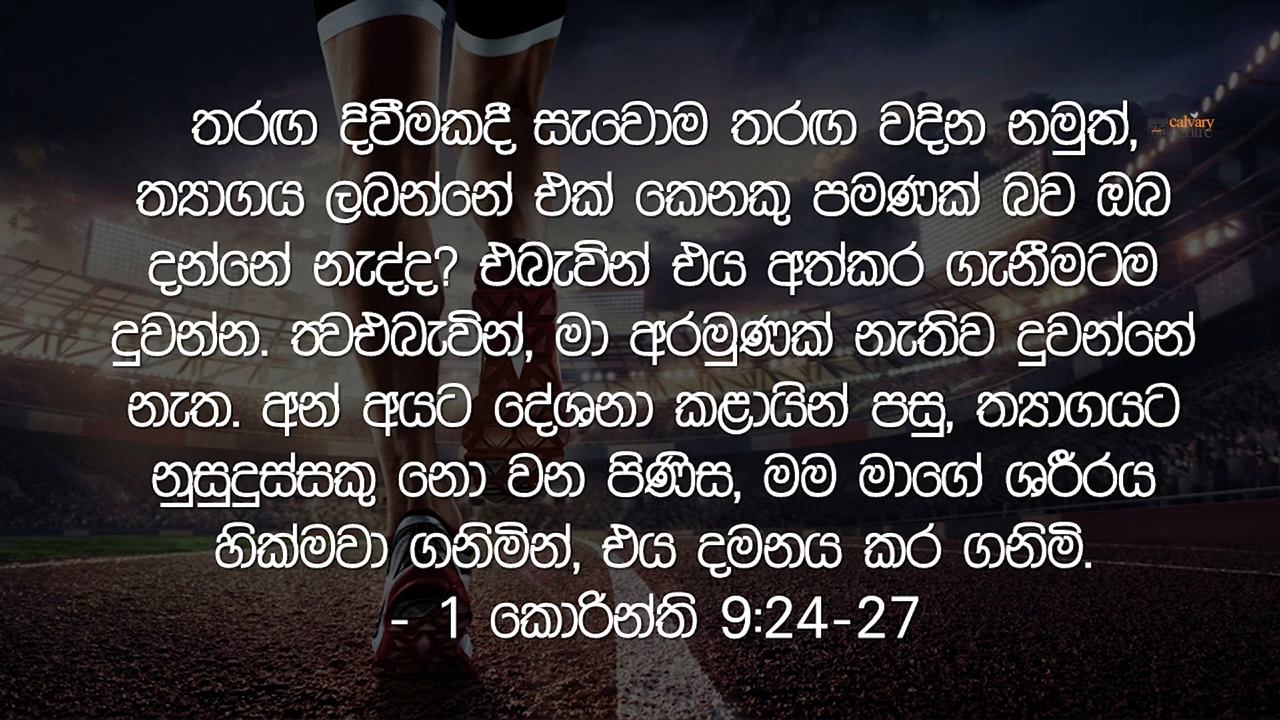 තරඟ දිවීමකදී සැවොම තරඟ වදින නමුත්,
ත්‍යාගය ලබන්නේ එක් කෙනකු පමණක් බව ඔබ
දන්නේ නැද්ද? එබැවින් එය අත්කර ගැනීමටම
දුවන්න. ත්‍වඑබැවින්, මා අරමුණක් නැතිව දුවන්නේ
නැත. අන් අයට දේශනා කළායින් පසු, ත්‍යාගයට
නුසුදුස්සකු නො වන පිණිස, මම මාගේ ශරීරය
හික්මවා ගනිමින්, එය දමනය කර ගනිමි.
- 1 කොරින්ති 9:24-27
calvary